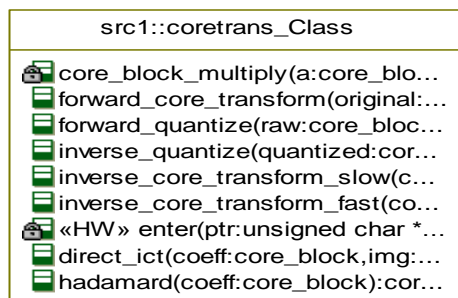 src1::coretrans_Class
core_block_multiply(a:core_blo...
forward_core_transform(original:...
forward_quantize(raw:core_bloc...
inverse_quantize(quantized:cor...
inverse_core_transform_slow(c...
inverse_core_transform_fast(co...
«HW» enter(ptr:unsigned char *...
direct_ict(coeff:core_block,img:...
hadamard(coeff:core_block):cor...